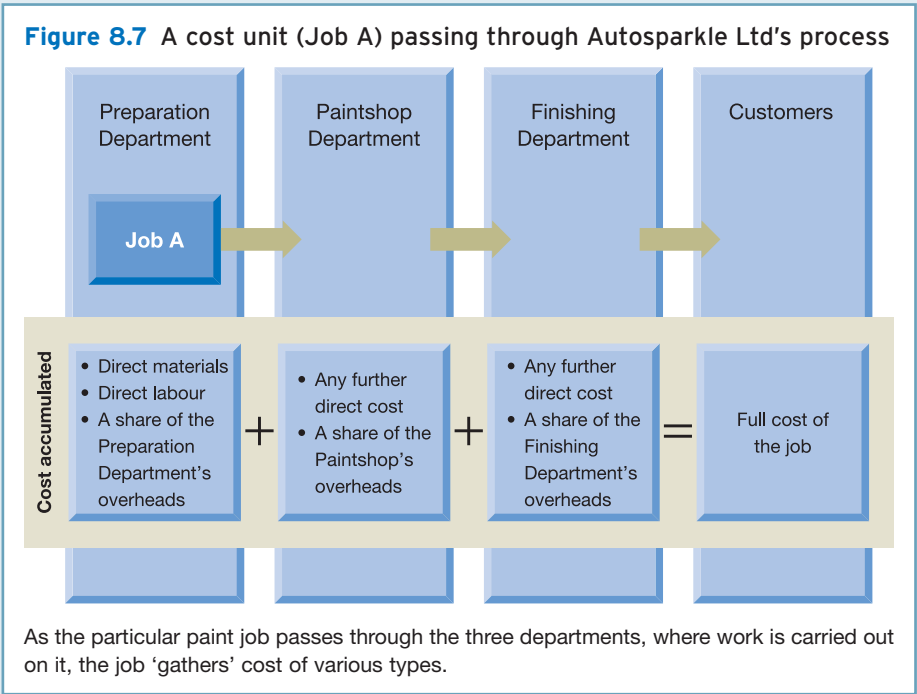 Figure 8.7 A cost unit (Job A) passing through Autosparkle Ltd's process
Preparation
Department
Paintshop
Department
Finishing
Department
Customers
Job A
Cost accumulated
• Direct materials
• Direct labour
• A share of the
Preparation
Department's
overheads
+
• Any further
direct cost
• A share of the
Paintshop's
overheads
+
• Any further
direct cost
• A share of the
Finishing
Department's
overheads
=
Full cost of
the job
As the particular paint job passes through the three departments, where work is carried out
on it, the job 'gathers' cost of various types.